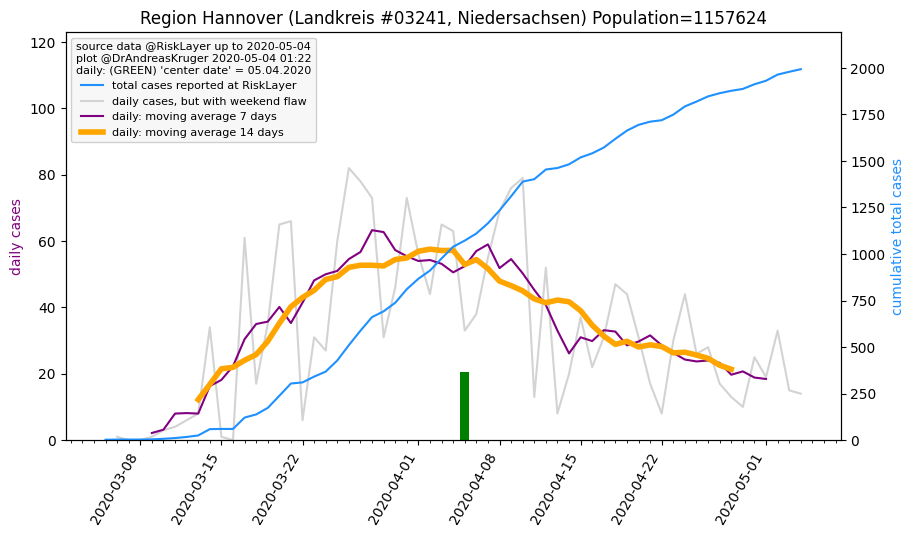 Region Hannover (Landkreis #03241, Niedersachsen) Population=1157624
source data @RiskLayer up to 2020-05-04
plot @DrAndreasKruger 2020-05-04 01:22
daily: (GREEN) 'center date' = 05.04.2020
total cases reported at RiskLayer
daily cases, but with weekend flaw
daily: moving average 7 days
daily: moving average 14 days
daily cases
120
100
80
60
40
20
0
cumulative total cases
2000
1750
1500
1250
1000
750
500
250
0
2020-03-08
2020-03-15
2020-03-22
2020-04-01
2020-04-08
2020-04-15
2020-04-22
2020-05-01